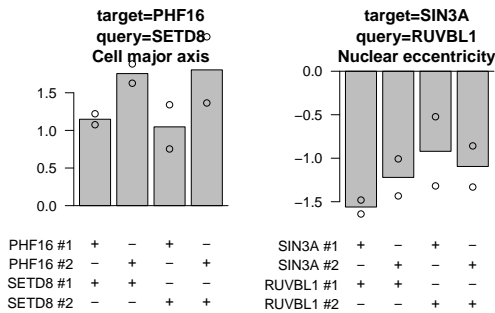 target=PHF16
query=SETD8
Cell major axis
1.5
1.0
0.5
0.0
PHF16 #1 + − + −
PHF16 #2 − + − +
SETD8 #1 + + − −
SETD8 #2 − − + +
target=SIN3A
query=RUVBL1
Nuclear eccentricity
0.0
−0.5
−1.0
−1.5
SIN3A #1 + − + −
SIN3A #2 − + − +
RUVBL1 #1 + + − −
RUVBL1 #2 − − + +